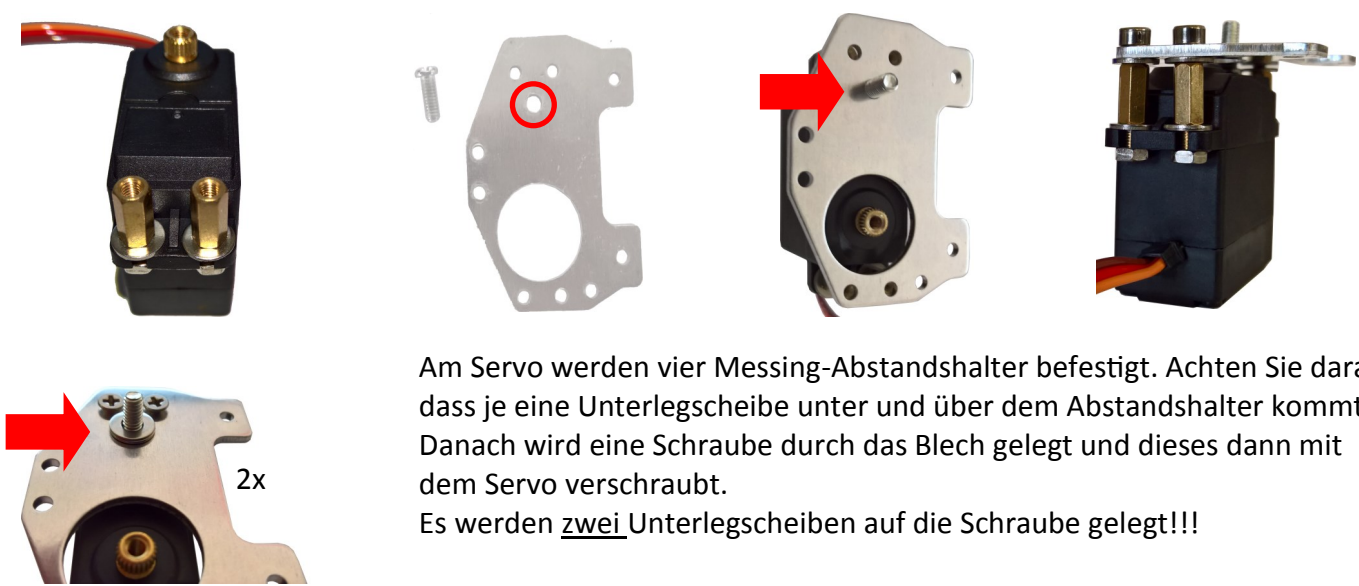 Am Servo werden vier Messing-Abstandshalter befestigt. Achten Sie dara
dass je eine Unterlegscheibe unter und über dem Abstandshalter kommt
Danach wird eine Schraube durch das Blech gelegt und dieses dann mit
2x
dem Servo verschraubt.
Es werden zwei Unterlegscheiben auf die Schraube gelegt!!!